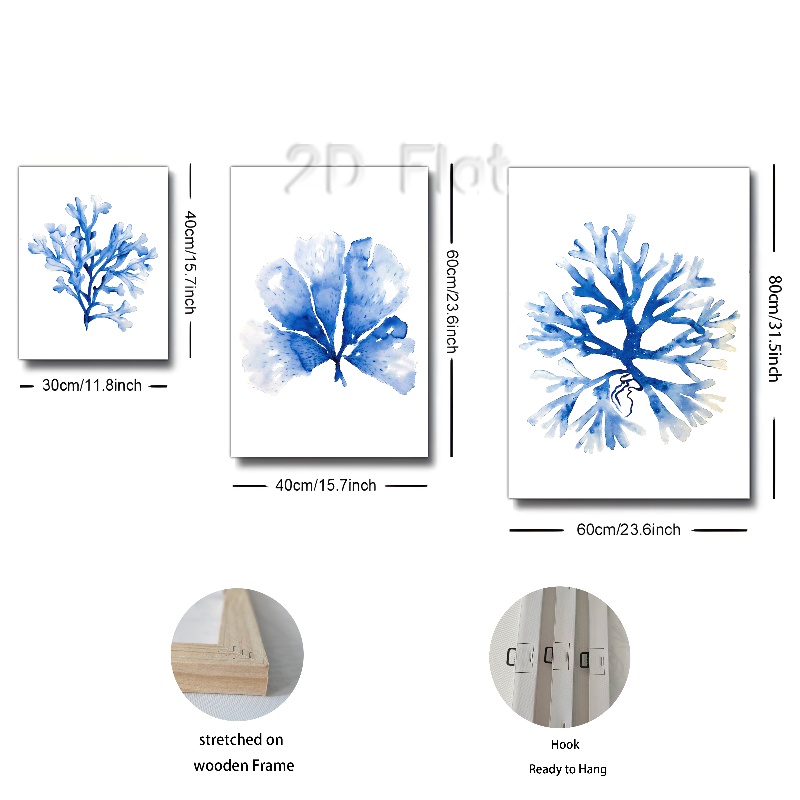 2D Flat
40cm/15.7inch
30cm/11.8inch
60cm/23.6inch
40cm/15.7inch
80cm/31.5inch
60cm/23.6inch
stretched on
wooden Frame
Hook
Ready to Hang